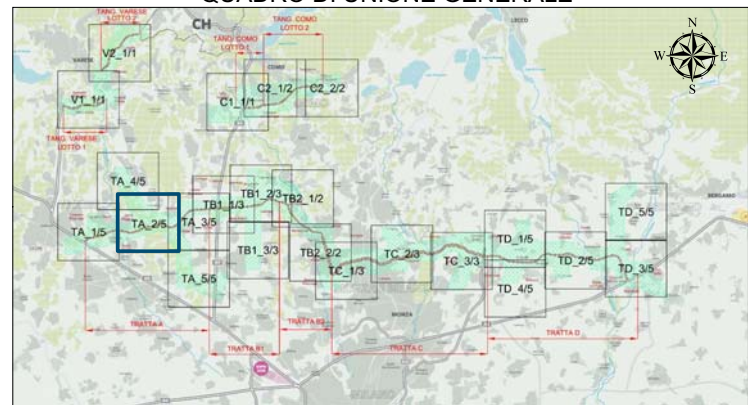 QUADRO DI UNIONE GENERALE
TANG. VARESE
LOTTO 2
CH
TANG. COMO
LOTTO 2
TANG. COMO
LOTTO 1
LECCO
N
W
E
S
V2_1/1
VARESE
COMO
V1_1/1
C1_1/1
C2_1/2
C2_2/2
TANG. VARESE
LOTTO 1
TA_4/5
TB1_2/3
TB2_1/2
TB1_1/3
TA_1/5
TA_2/5
TA_3/5
TD_5/5
BERGAMO
TB1_3/3
TB2_2/2
TC_2/3
TC_3/3
TD_1/5
TD_2/5
TC_1/3
TA_5/5
TD_4/5
TD_3/5
MONZA
TRATTA A
TRATTA B1
TRATTA B2
TRATTA C
TRATTA D
MILANO